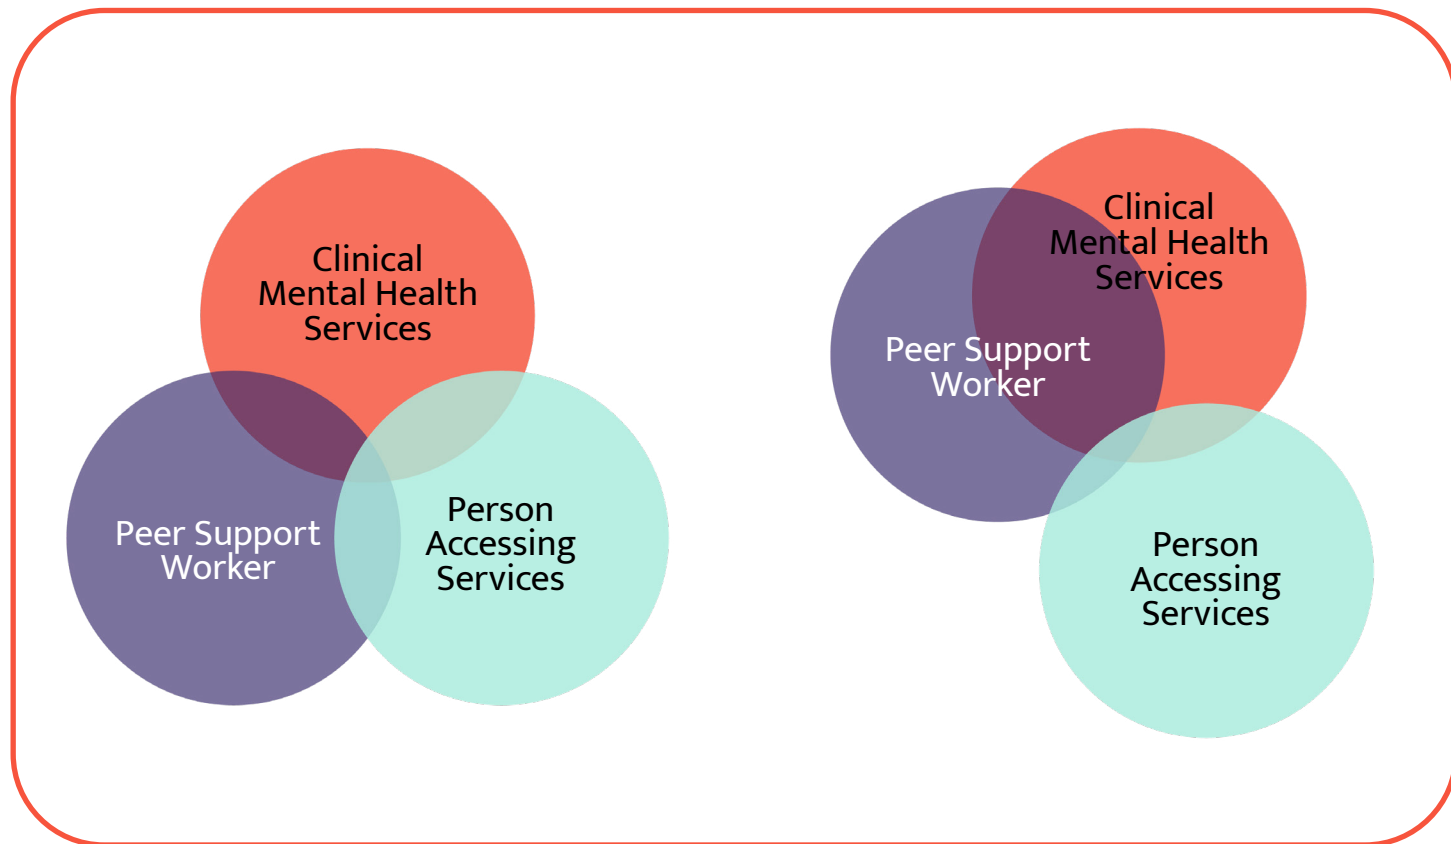 Clinical
Mental Health
Services
Peer Support
Worker
Person
Accessing
Services
Clinical
Mental Health
Services
Peer Support
Worker
Person
Accessing
Services